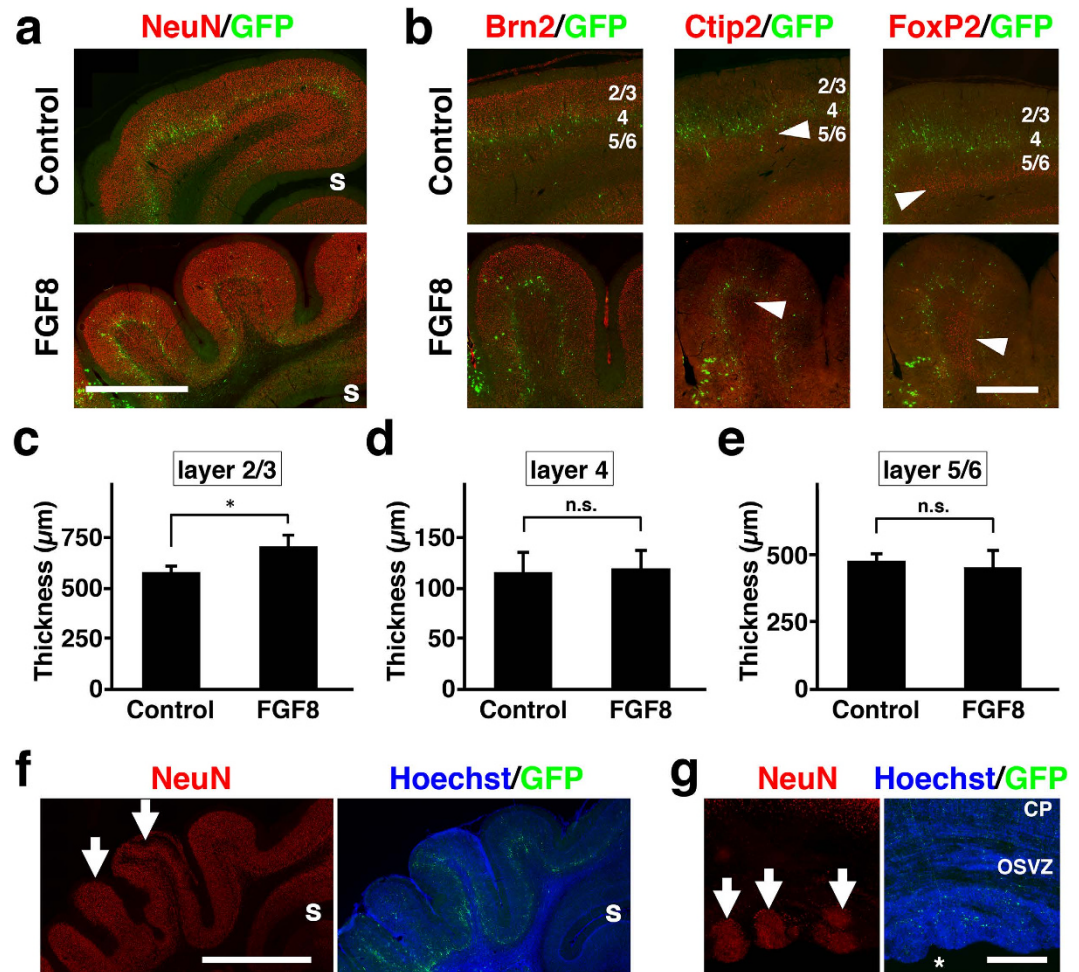 a
NeuN/GFP
Control
S
FGF8
S
b
Brn2/GFP
Ctip2/GFP
FoxP2/GFP
2/3
4
5/6
2/3
4
5/6
2/3
4
5/6
c
layer 2/3
Thickness (µm)
750
500
250
0
*
Control
FGF8
d
layer 4
Thickness (µm)
150
100
50
0
n.s.
Control
FGF8
e
layer 5/6
Thickness (µm)
500
250
0
n.s.
Control
FGF8
f
NeuN
Hoechst/GFP
S
S
g
NeuN
Hoechst/GFP
CP
OSVZ
*